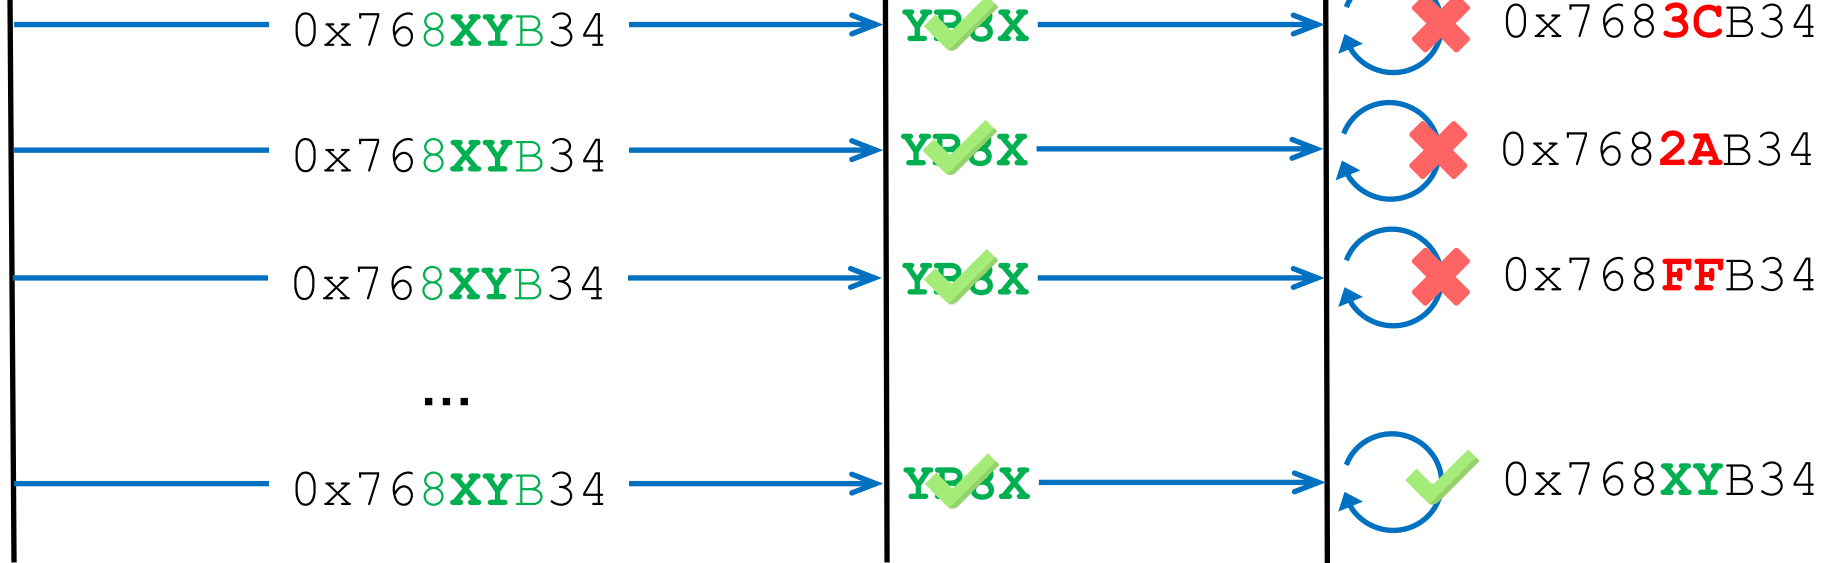 0x768XYB34 YB8X 0x7683CB34
0x768XYB34 YB8X 0x7682AB34
0x768XYB34 YB8X 0x768FFB34
...
0x768XYB34 YB8X 0x768XYB34